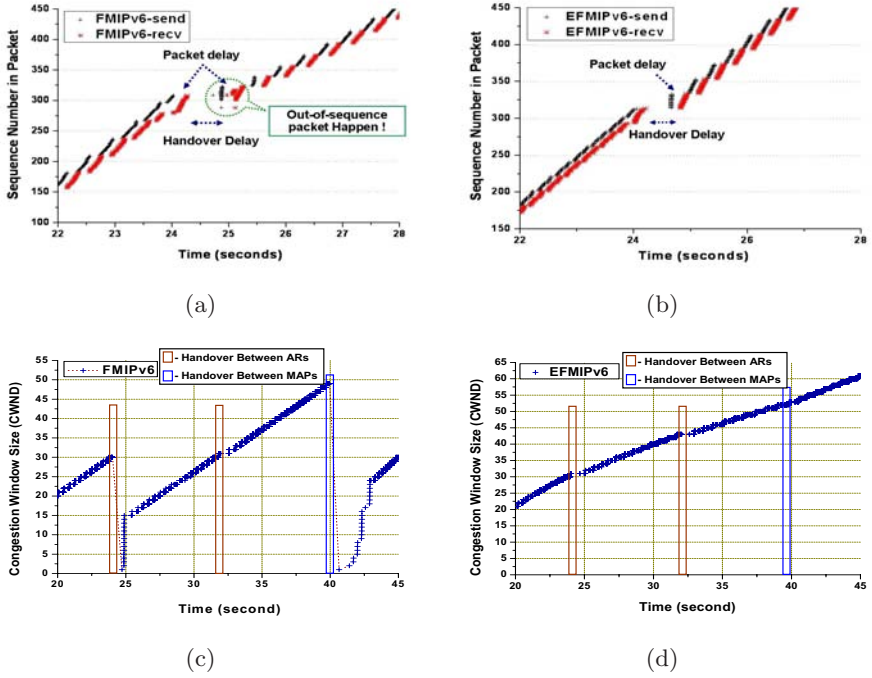 450
400
350
300
250
200
150
100
Sequence Number in Packet
FMIPv6-send
FMIPv6-recv
Packet delay
Out-of-sequence
packet Happen !
Handover Delay
22 23 24 25 26 27 28
Time (seconds)
(a)
450
400
350
300
250
200
150
Sequence Number in Packet
EFMIPv6-send
EFMIPv6-recv
Packet delay
Handover Delay
22 24 26 28
Time (seconds)
(b)
55
50
45
40
35
30
25
20
15
10
5
0
Congestion Window Size (CWND)
FMIPv6
- Handover Between ARs
- Handover Between MAPs
20 25 30 35 40 45
Time (second)
(c)
65
60
55
50
45
40
35
30
25
20
15
10
5
0
Congestion Window Size (CWND)
EFMIPv6
- Handover Between ARs
- Handover Between MAPs
20 25 30 35 40 45
Time (second)
(d)